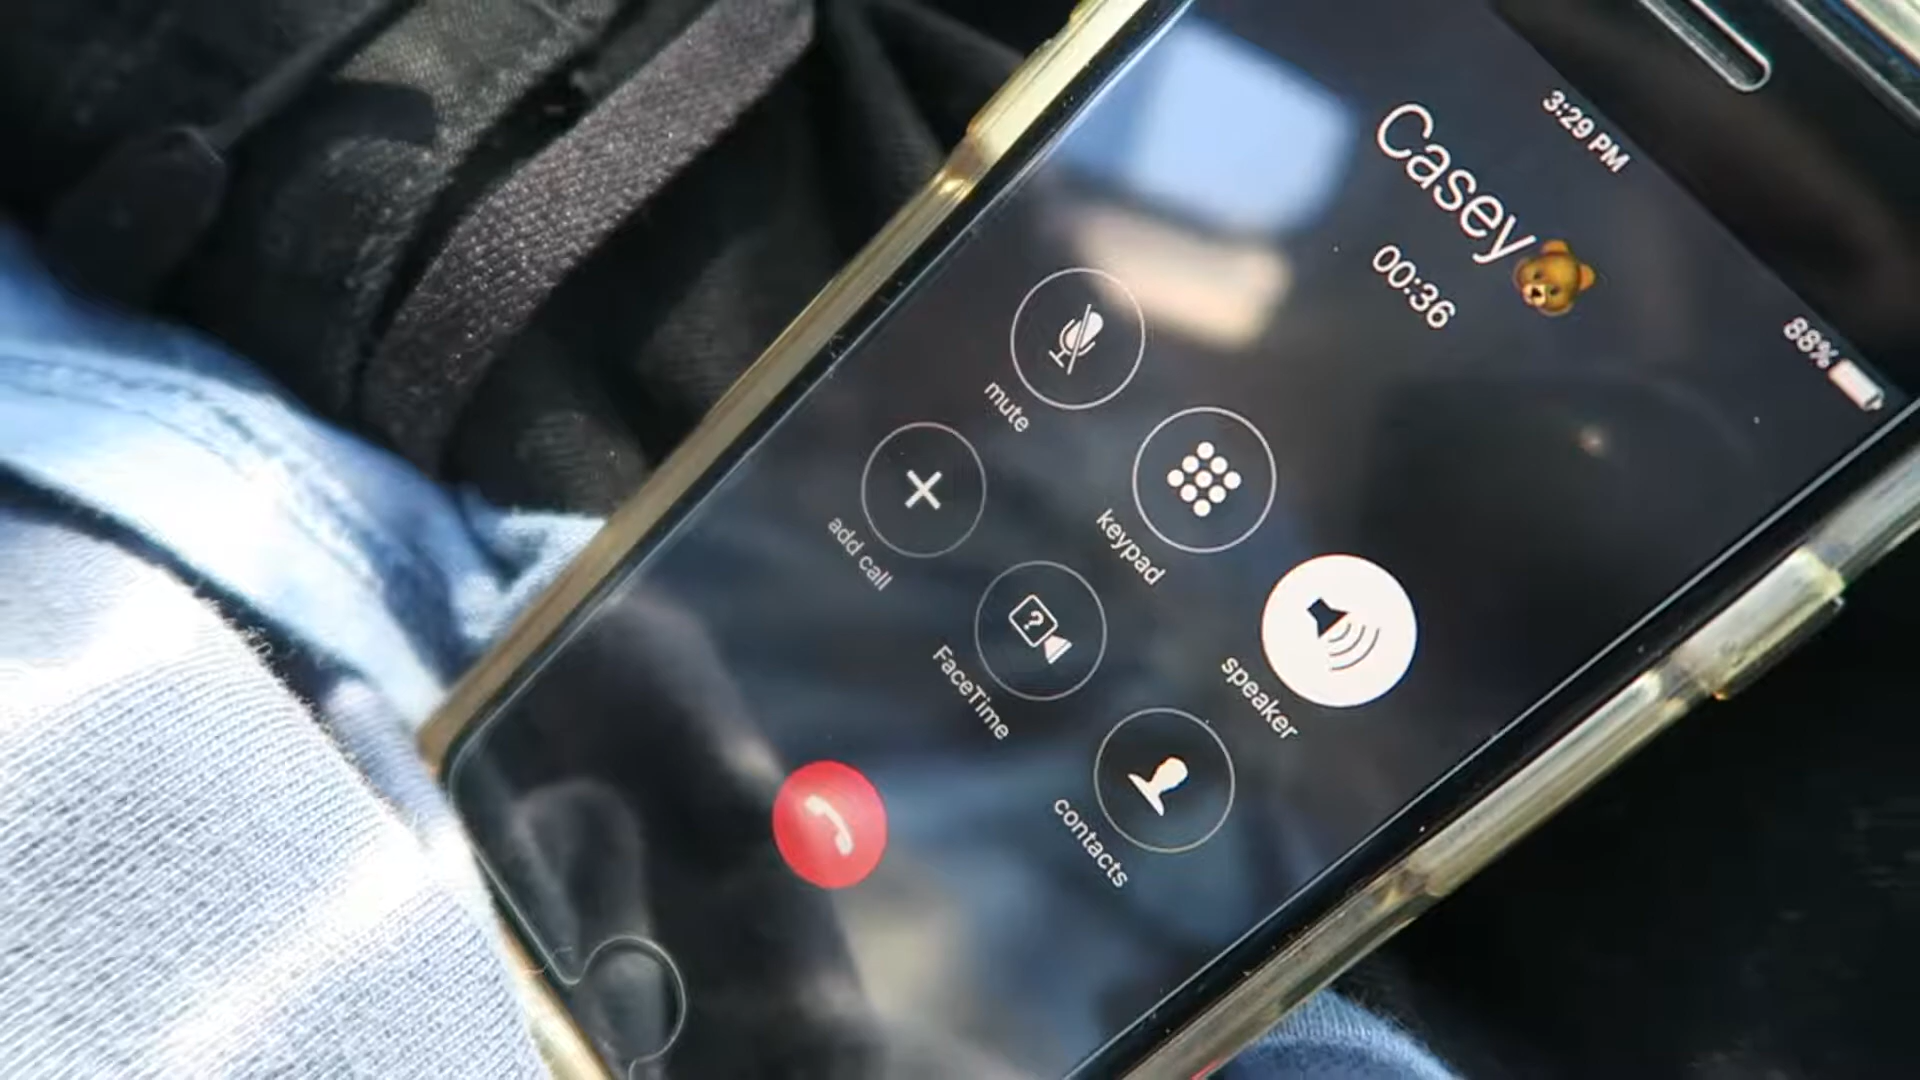 3:29 PM
88%
Casey🐻
00:36
mute
keypad
speaker
add call
FaceTime
contacts